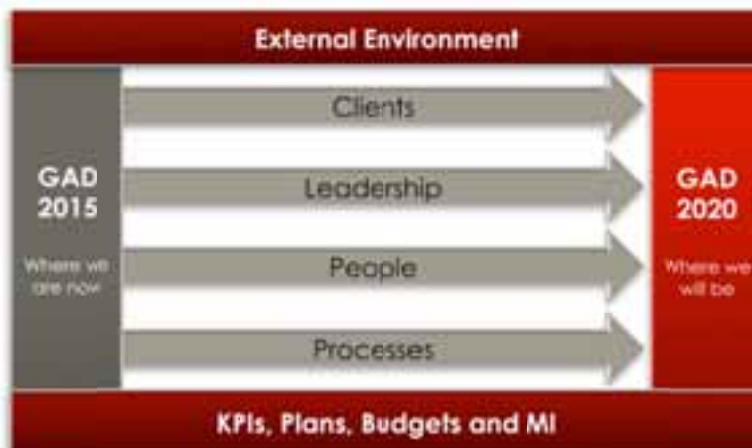 External Environment
GAD
2015
Where we
are now
Clients
Leadership
People
Processes
GAD
2020
Where we
will be
KPIs, Plans, Budgets and MI